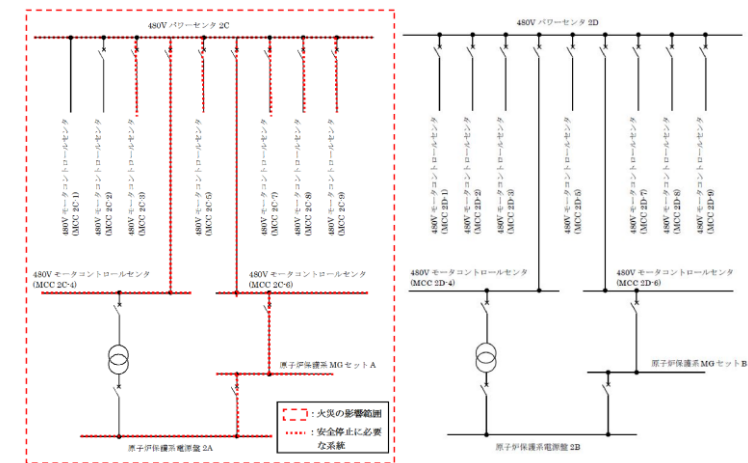 480V パワーセンタ 2C
480V モータコントロールセンタ
(MCC 2C-1)
480V モータコントロールセンタ
(MCC 2C-2)
480V モータコントロールセンタ
(MCC 2C-3)
480V モータコントロールセンタ
(MCC 2C-5)
480V モータコントロールセンタ
(MCC 2C-7)
480V モータコントロールセンタ
(MCC 2C-8)
480V モータコントロールセンタ
(MCC 2C-9)
480V モータコントロールセンタ
(MCC 2C-4)
480V モータコントロールセンタ
(MCC 2C-6)
原子炉保護系 MG セット A
原子炉保護系電源盤 2A
:火災の影響範囲
:安全停止に必要
な系統
480V パワーセンタ 2D
480V モータコントロールセンタ
(MCC 2D-1)
480V モータコントロールセンタ
(MCC 2D-2)
480V モータコントロールセンタ
(MCC 2D-3)
480V モータコントロールセンタ
(MCC 2D-5)
480V モータコントロールセンタ
(MCC 2D-7)
480V モータコントロールセンタ
(MCC 2D-8)
480V モータコントロールセンタ
(MCC 2D-9)
480V モータコントロールセンタ
(MCC 2D-4)
480V モータコントロールセンタ
(MCC 2D-6)
原子炉保護系 MG セット B
原子炉保護系電源盤 2B